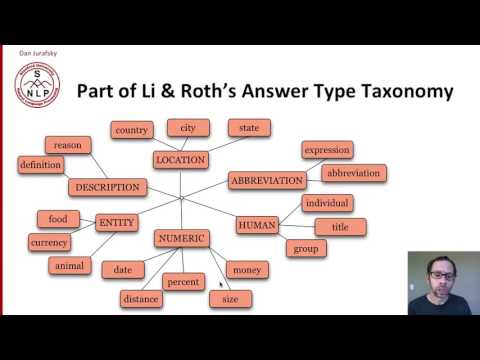 Dan Jurafsky
S
N L P
Part of Li & Roth's Answer Type Taxonomy
country
city
state
reason
LOCATION
expression
definition
DESCRIPTION
ABBREVIATION
abbreviation
individual
food
ENTITY
HUMAN
title
currency
NUMERIC
group
animal
date
money
percent
distance
size